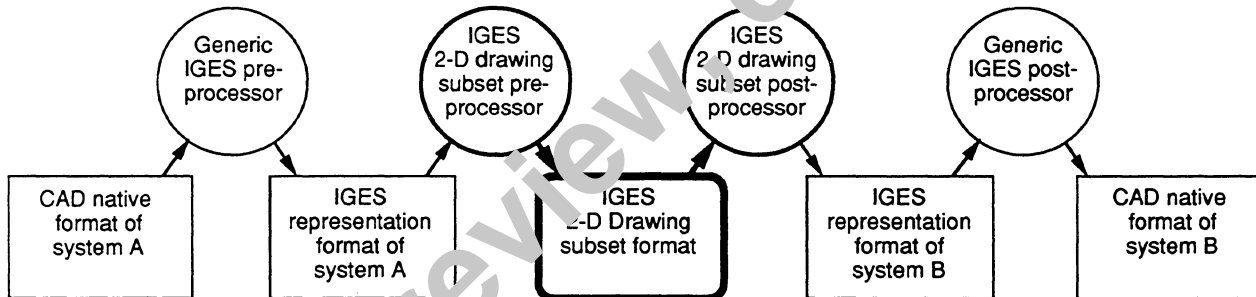 Generic
IGES pre-
processor
IGES
2-D drawing
subset pre-
processor
IGES
2-D drawing
subset post-
processor
Generic
IGES post-
processor
CAD native
format of
system A
IGES
representation
format of
system A
IGES
2-D Drawing
subset format
IGES
representation
format of
system B
CAD native
format of
system B
review,